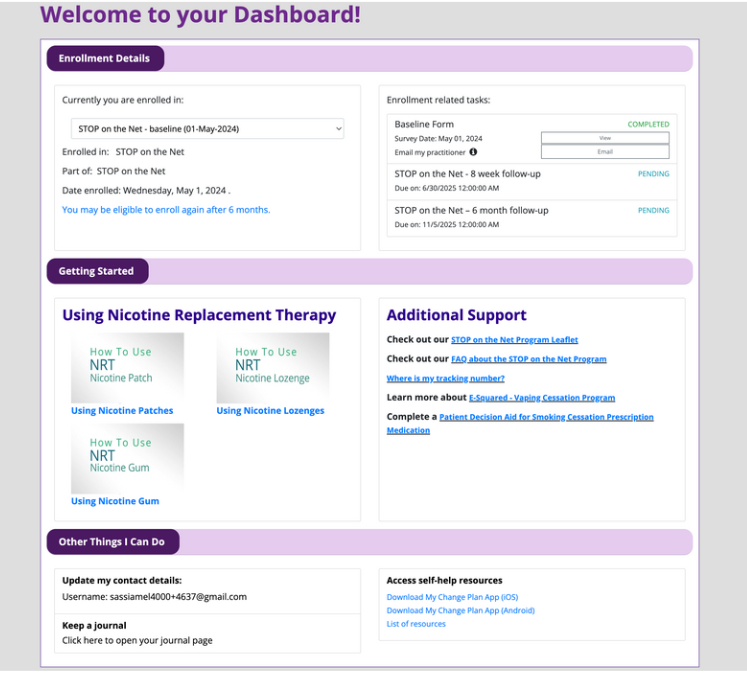 Welcome to your Dashboard!
Enrollment Details
Currently you are enrolled in:
STOP on the Net - baseline (01-May-2024)
Enrolled in: STOP on the Net
Part of: STOP on the Net
Date enrolled: Wednesday, May 1, 2024 .
You may be eligible to enroll again after 6 months.
Enrollment related tasks:
Baseline Form COMPLETED
Survey Date: May 01, 2024 View
Email my practitioner Email
STOP on the Net - 8 week follow-up PENDING
Due on: 6/30/2025 12:00:00 AM
STOP on the Net – 6 month follow-up PENDING
Due on: 11/5/2025 12:00:00 AM
Getting Started
Using Nicotine Replacement Therapy
How To Use
NRT
Nicotine Patch
Using Nicotine Patches
How To Use
NRT
Nicotine Lozenge
Using Nicotine Lozenges
How To Use
NRT
Nicotine Gum
Using Nicotine Gum
Additional Support
Check out our STOP on the Net Program Leaflet
Check out our FAQ about the STOP on the Net Program
Where is my tracking number?
Learn more about E-Squared - Vaping Cessation Program
Complete a Patient Decision Aid for Smoking Cessation Prescription
Medication
Other Things I Can Do
Update my contact details:
Username: sassiamel4000+4637@gmail.com
Keep a journal
Click here to open your journal page
Access self-help resources
Download My Change Plan App (iOS)
Download My Change Plan App (Android)
List of resources